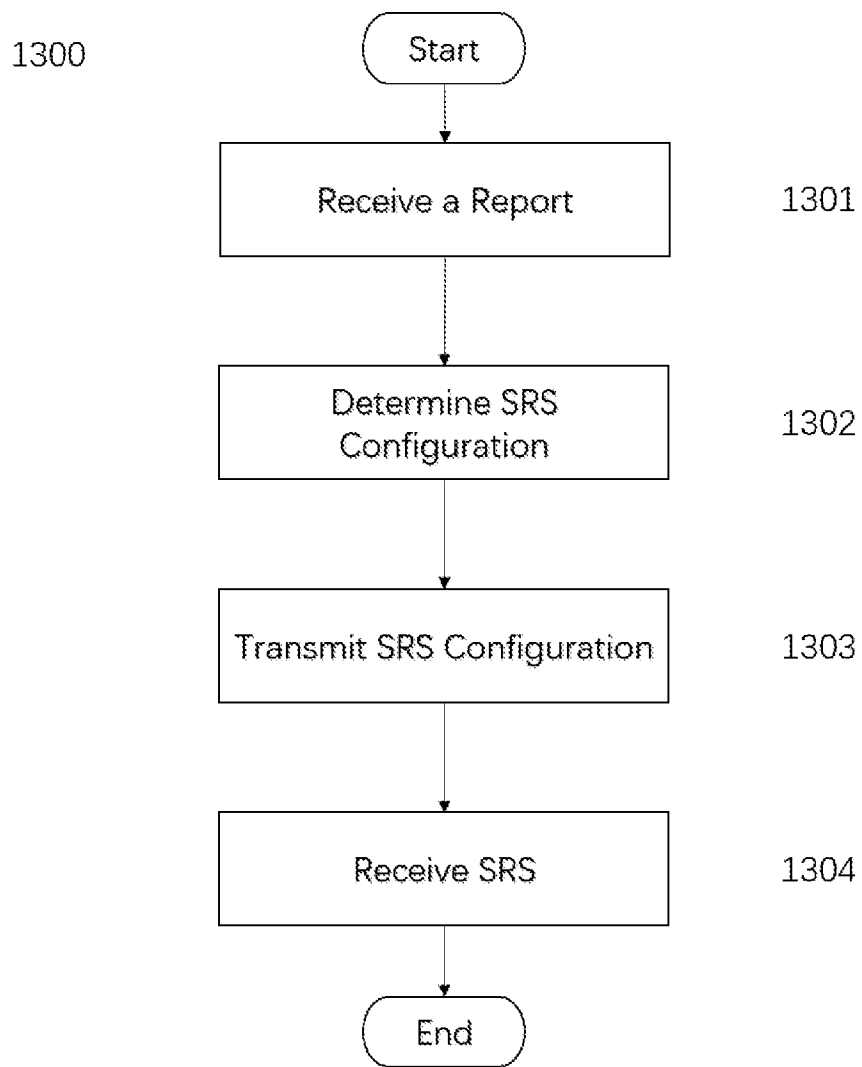 1300
Start
Receive a Report
1301
Determine SRS
Configuration
1302
Transmit SRS Configuration
1303
Receive SRS
1304
End